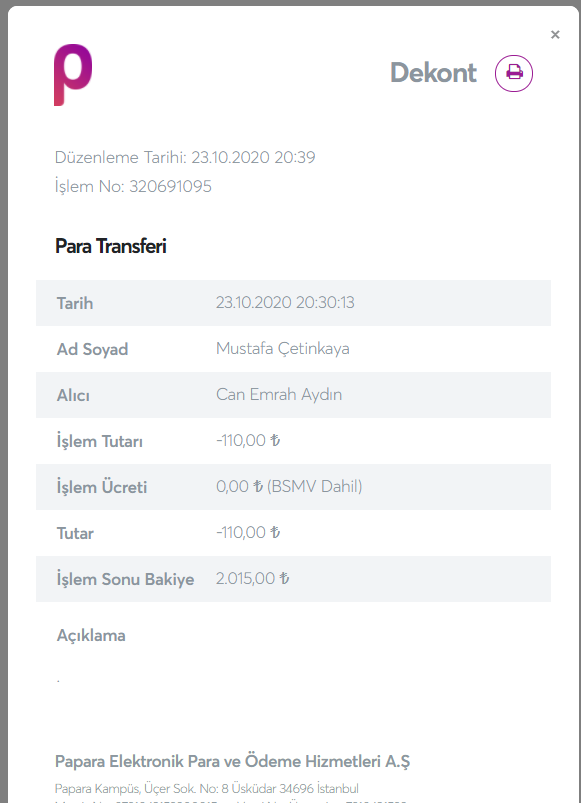 ×
p
Dekont
Düzenleme Tarihi: 23.10.2020 20:39
İşlem No: 320691095
Para Transferi
Tarih 23.10.2020 20:30:13
Ad Soyad Mustafa Çetinkaya
Alıcı Can Emrah Aydın
İşlem Tutarı -110,00 ₺
İşlem Ücreti 0,00 ₺ (BSMV Dahil)
Tutar -110,00 ₺
İşlem Sonu Bakiye 2.015,00 ₺
Açıklama
.
Papara Elektronik Para ve Ödeme Hizmetleri A.Ş
Papara Kampüs, Üçer Sok. No: 8 Üsküdar 34696 İstanbul